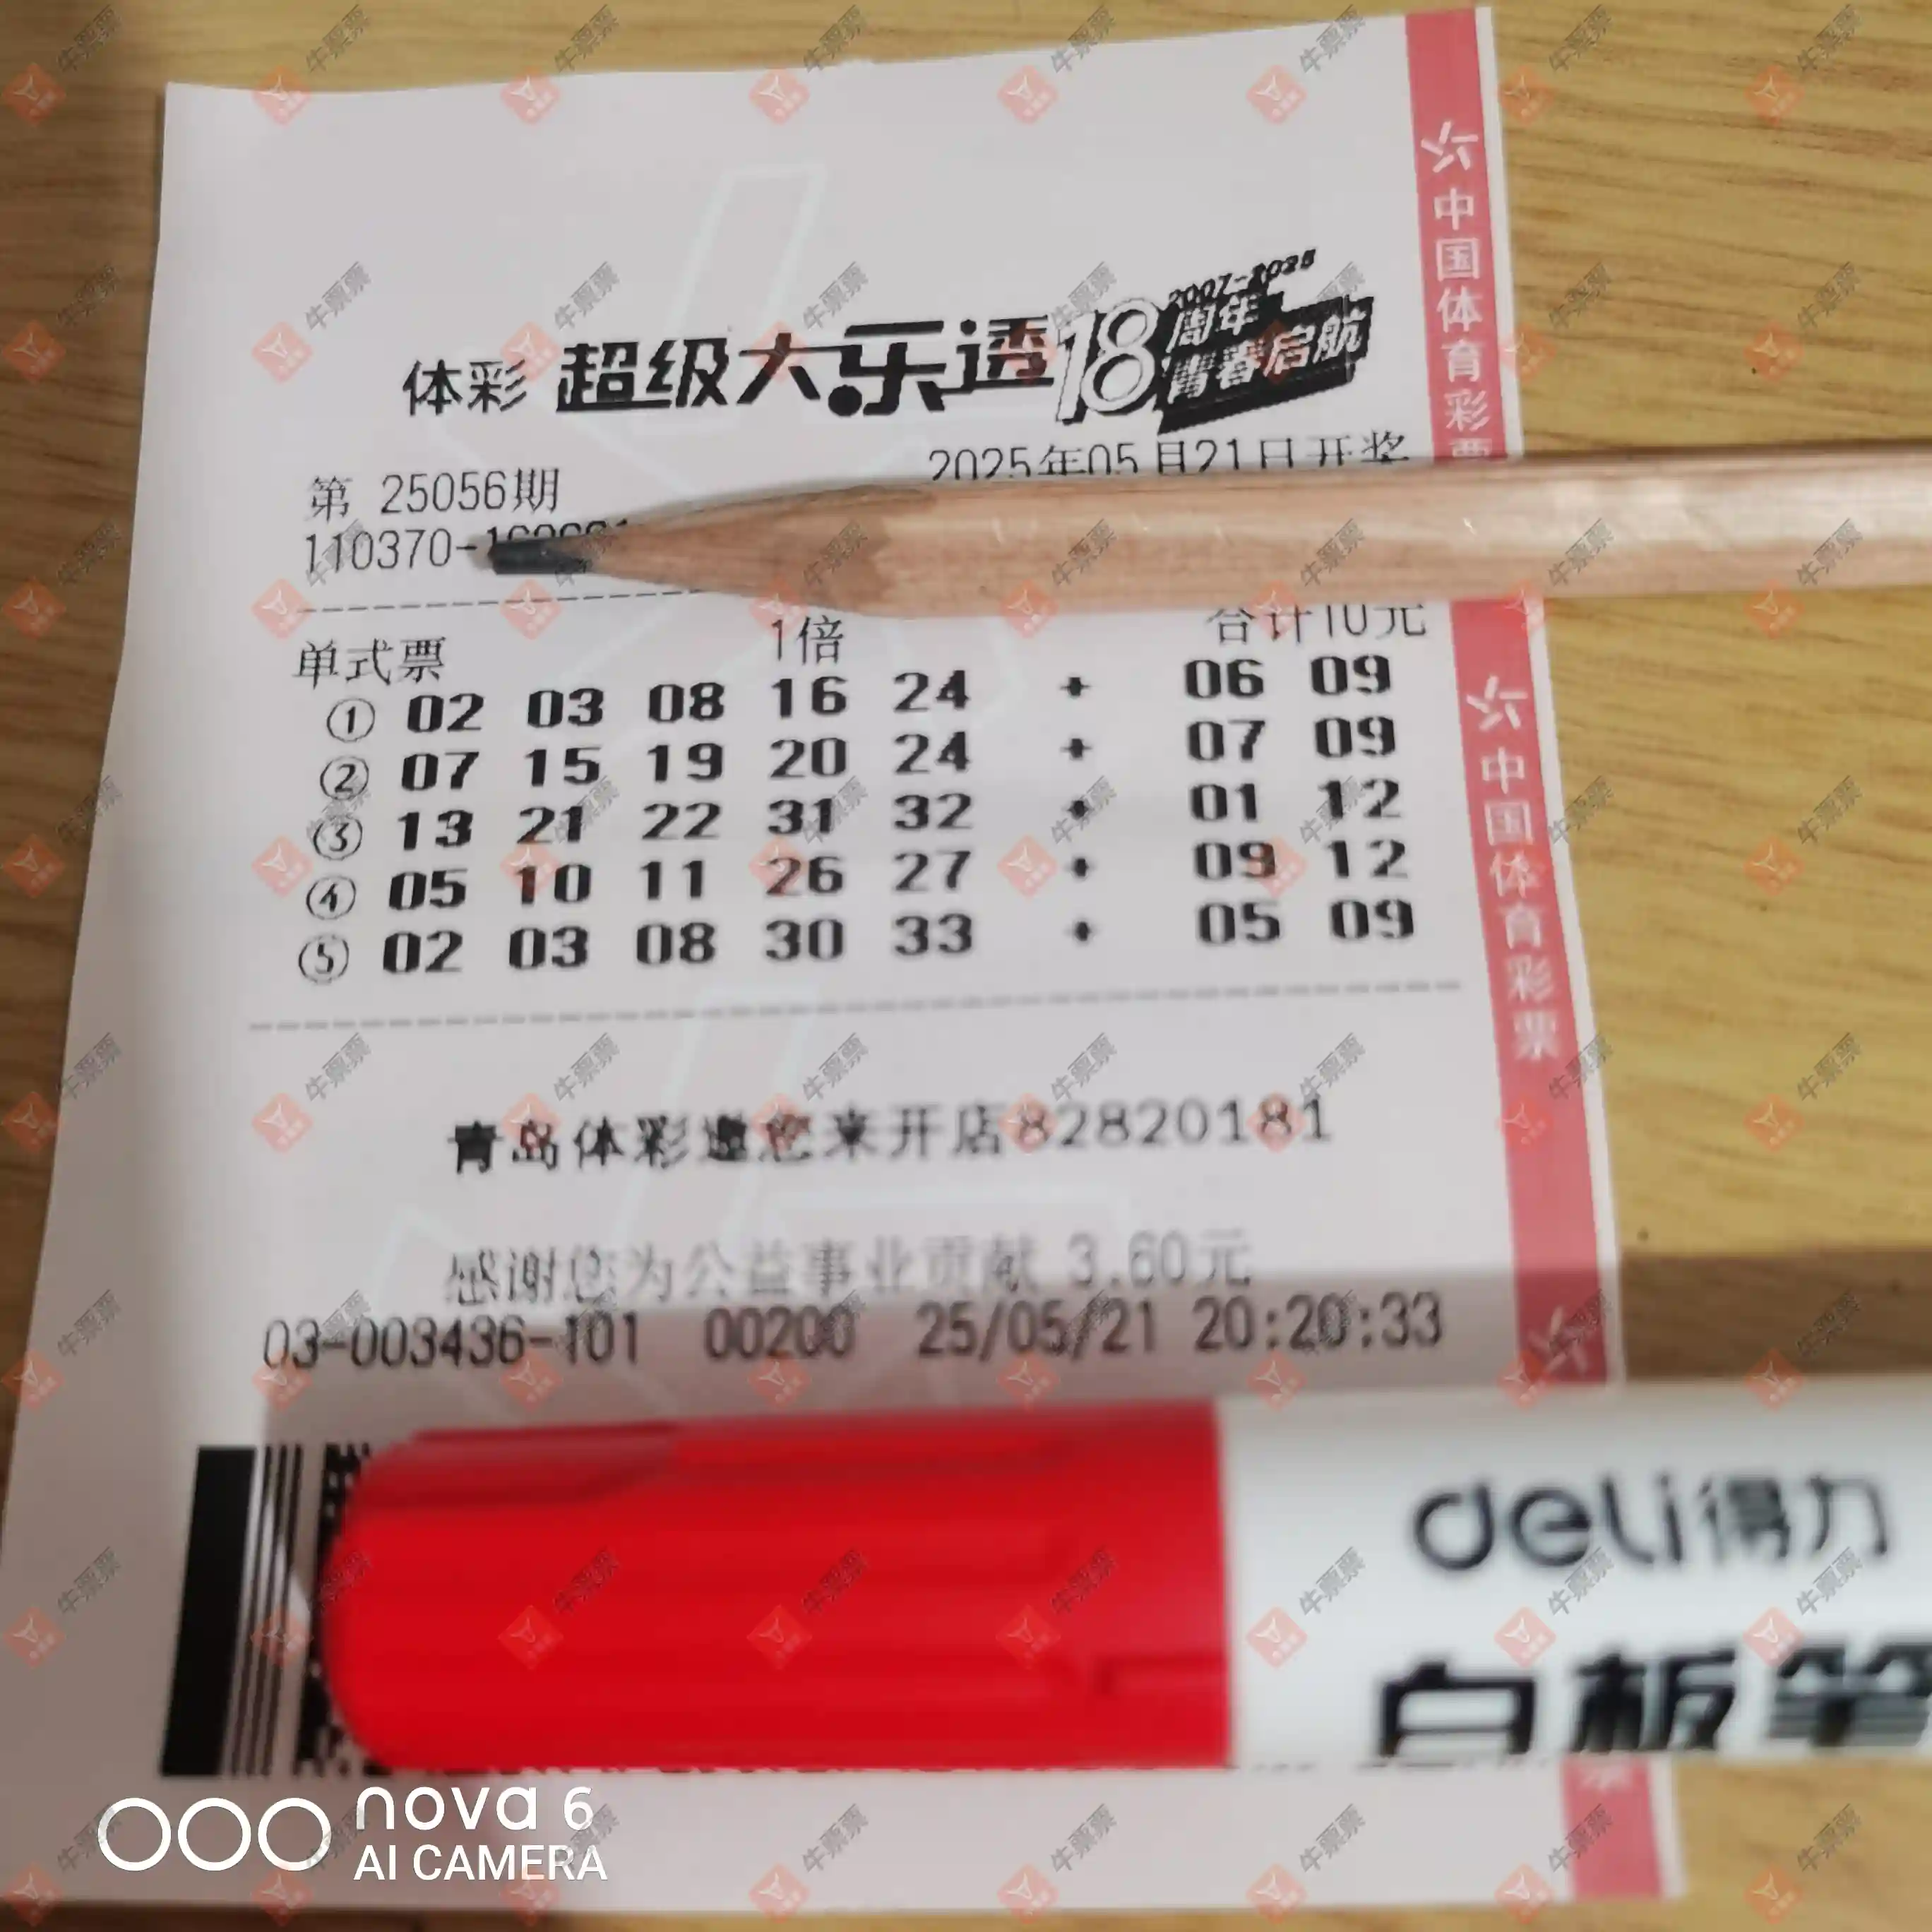 体彩 超级大乐透 18 周年 2007-2025
青春启航
第 25056期 2025年05月21日开奖
110370-
单式票 1倍 合计10元
① 02 03 08 16 24 + 06 09
② 07 15 19 20 24 + 07 09
③ 13 21 22 31 32 + 01 12
④ 05 10 11 26 27 + 09 12
⑤ 02 03 08 30 33 + 05 09
青岛体彩邀您来开店82820181
感谢您为公益事业贡献 3.60元
03-003436-101 00200 25/05/21 20:20:33
中国体育彩票
中国体育彩票
deli得力
白板笔
nova 6
AI CAMERA
牛票票